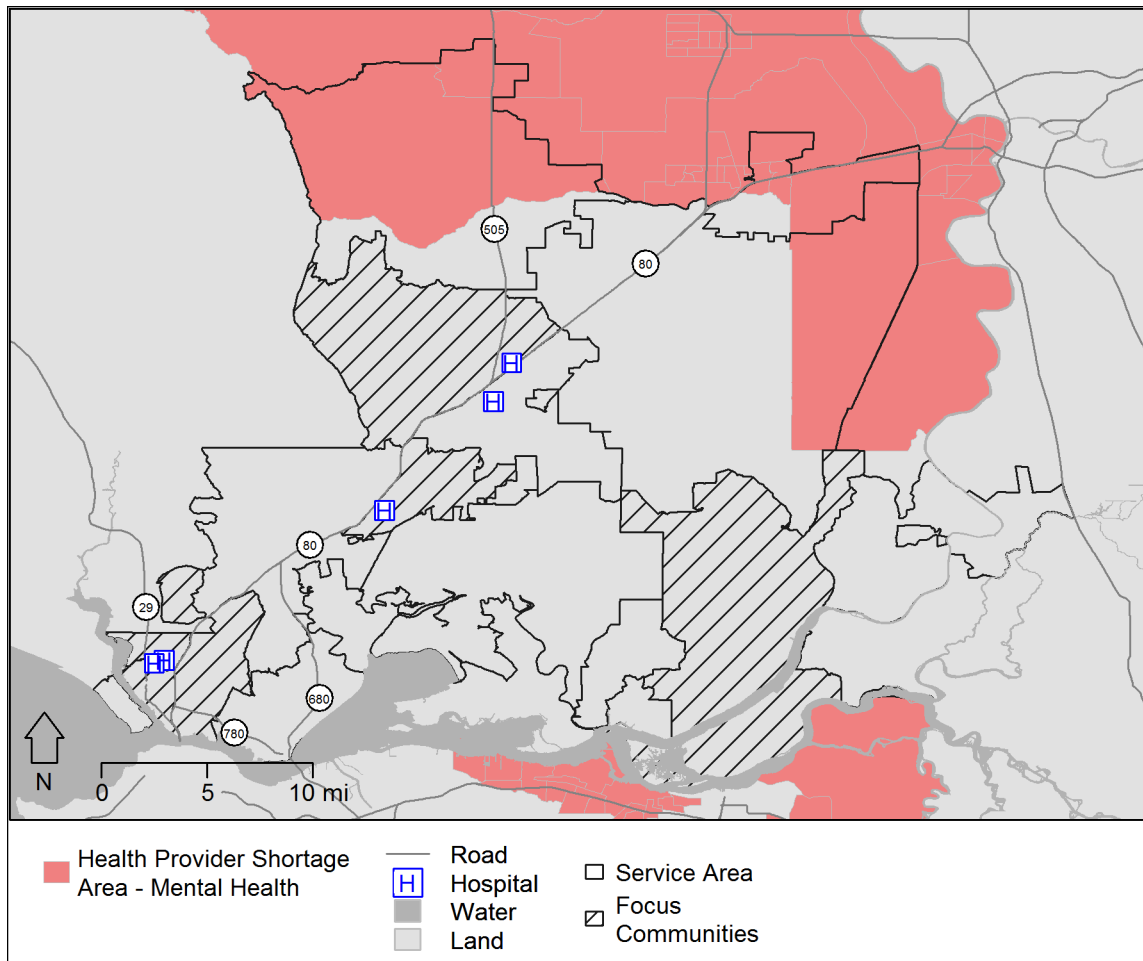 505
80
80
29
680
780
N
0 5 10 mi
Health Provider Shortage
Area - Mental Health
Road
H Hospital
Water
Land
Service Area
Focus
Communities
H
H
H
H
H